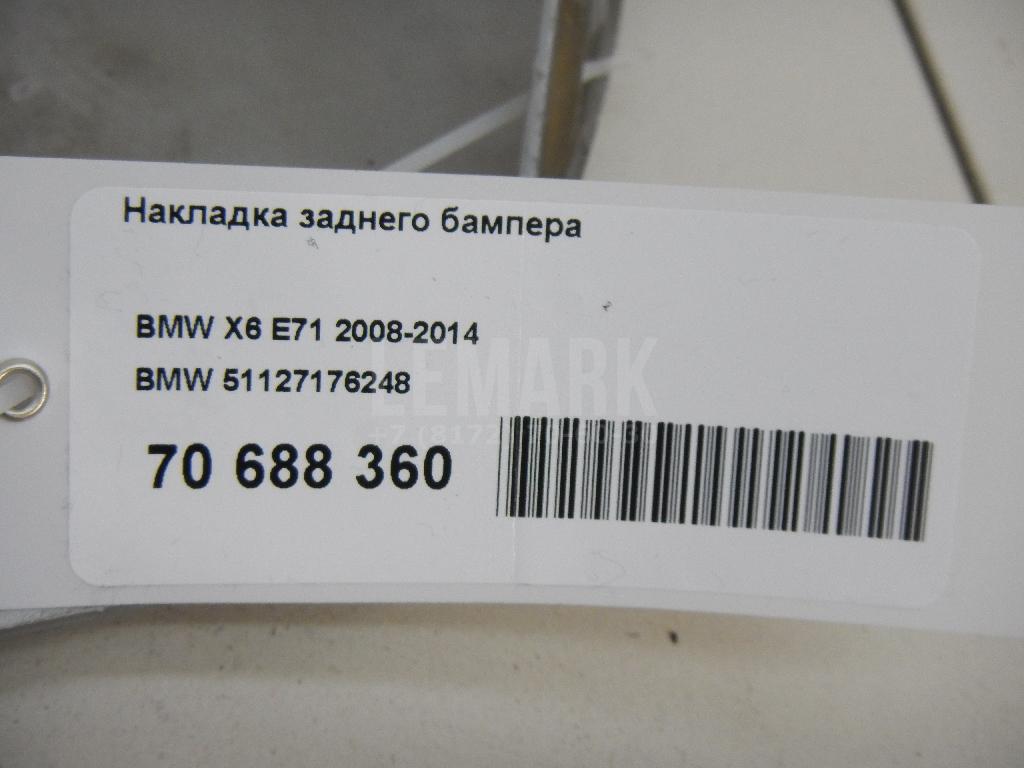 Накладка заднего бампера
BMW X6 E71 2008-2014
BMW 51127176248
LEMARK
70 688 360